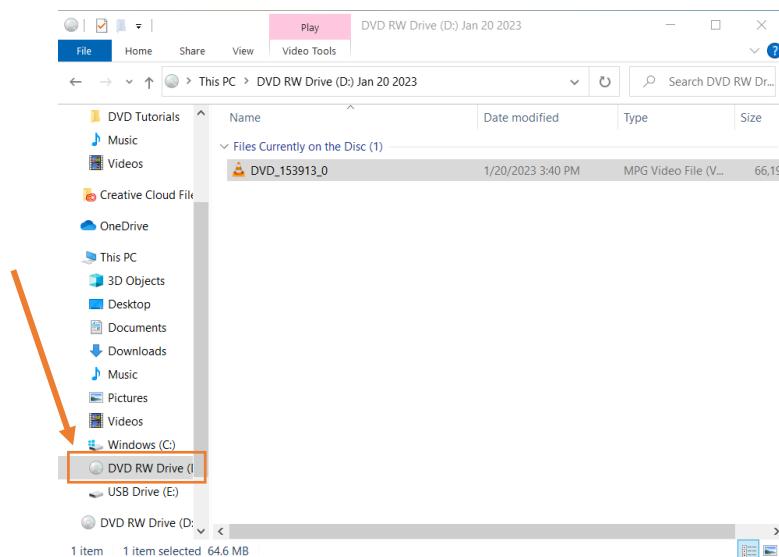 Play
DVD RW Drive (D:) Jan 20 2023
File
Home
Share
View
Video Tools
This PC > DVD RW Drive (D:) Jan 20 2023
Search DVD RW Dr...
DVD Tutorials
Music
Videos
Creative Cloud File
OneDrive
This PC
3D Objects
Desktop
Documents
Downloads
Music
Pictures
Videos
Windows (C:)
DVD RW Drive (
USB Drive (E:)
DVD RW Drive (D:
Name
Date modified
Type
Size
Files Currently on the Disc (1)
DVD_153913_0
1/20/2023 3:40 PM
MPG Video File (V...
66,19
1 item
1 item selected 64.6 MB